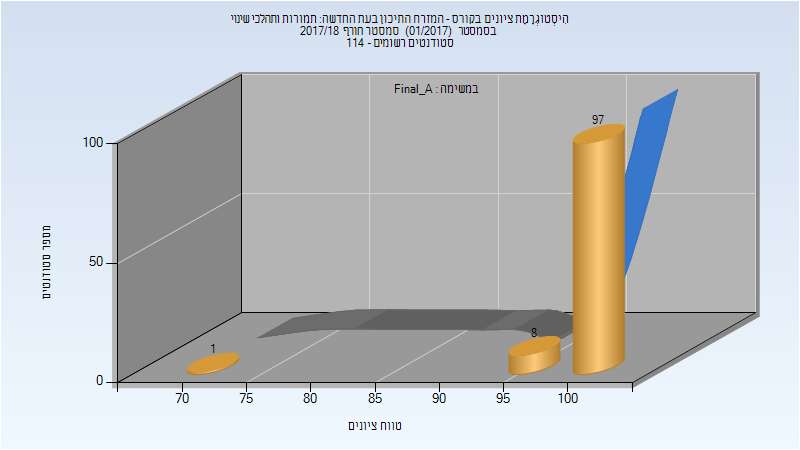 היסטוגרמת ציונים בקורס - המזרח התיכון בעת החדשה: תמורות ותהלכי שינוי
בסמסטר (01/2017) סמסטר חורף 2017/18
סטודנטים רשומים - 114
במשימה : Final_A
97
100
מספר סטודנטים
50
8
1
0
70 75 80 85 90 95 100
טווח ציונים